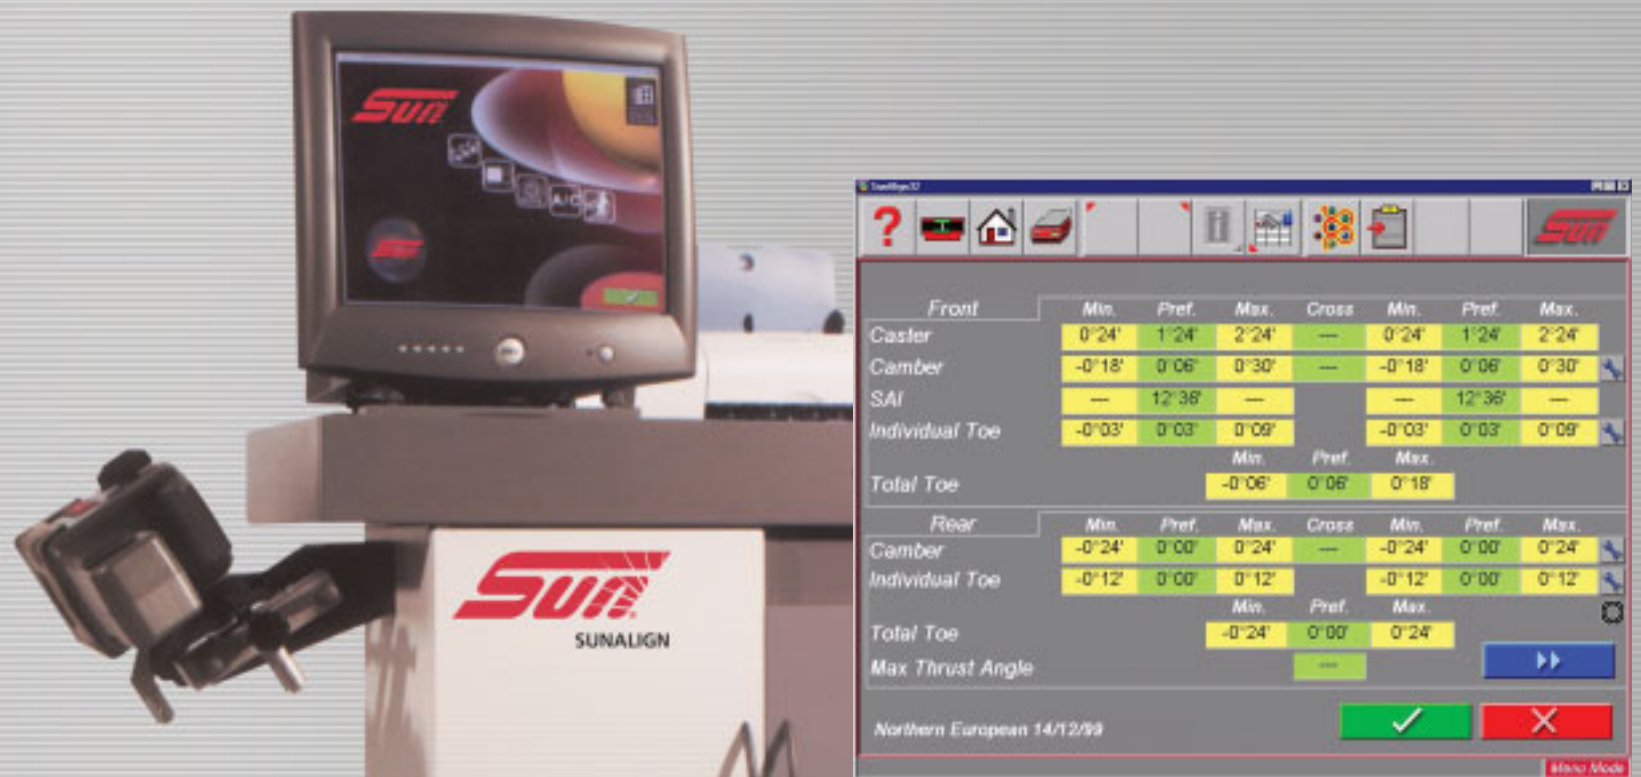 Sun
A/C
Sun
Sun
SUNALIGN
SunAlign32
?
Sun
Front Min. Pref. Max. Cross Min. Pref. Max.
Caster 0°24' 1°24' 2°24' --- 0°24' 1°24' 2°24'
Camber -0°18' 0°06' 0°30' --- -0°18' 0°06' 0°30'
SAI --- 12°36' --- --- 12°36' ---
Individual Toe -0°03' 0°03' 0°09' -0°03' 0°03' 0°09'
Min. Pref. Max.
Total Toe -0°06' 0°06' 0°18'
Rear Min. Pref. Max. Cross Min. Pref. Max.
Camber -0°24' 0°00' 0°24' --- -0°24' 0°00' 0°24'
Individual Toe -0°12' 0°00' 0°12' -0°12' 0°00' 0°12'
Min. Pref. Max.
Total Toe -0°24' 0°00' 0°24'
Max Thrust Angle ---
Northern European 14/12/99
Menu Mode